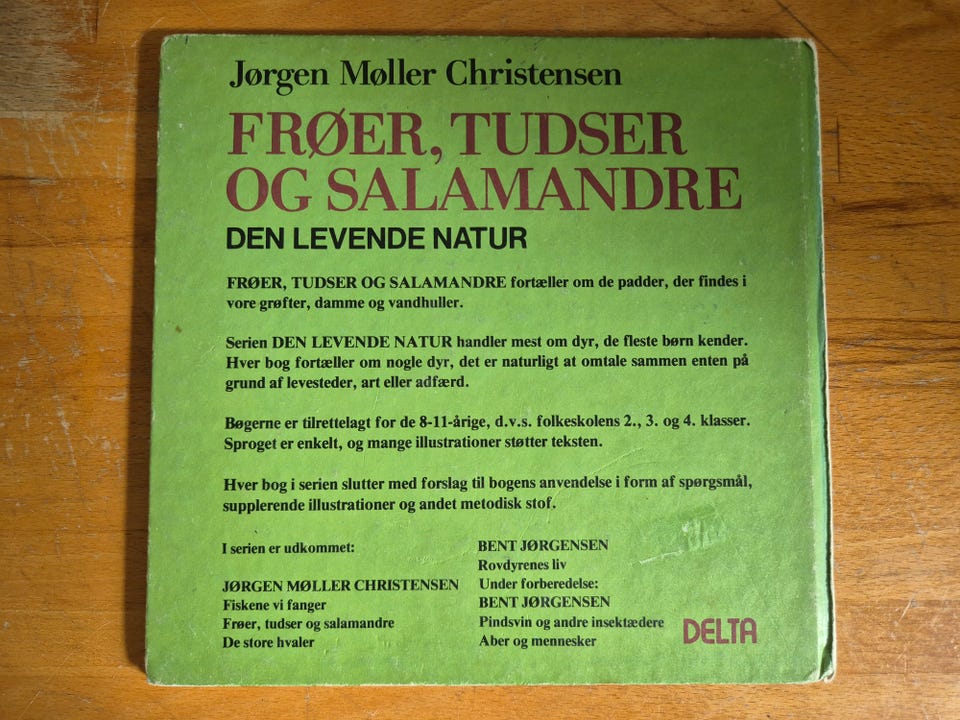 Jørgen Møller Christensen
FRØER, TUDSER
OG SALAMANDRE
DEN LEVENDE NATUR
FRØER, TUDSER OG SALAMANDRE fortæller om de padder, der findes i
vore grøfter, damme og vandhuller.
Serien DEN LEVENDE NATUR handler mest om dyr, de fleste børn kender.
Hver bog fortæller om nogle dyr, det er naturligt at omtale sammen enten på
grund af levesteder, art eller adfærd.
Bøgerne er tilrettelagt for de 8-11-årige, d.v.s. folkeskolens 2., 3. og 4. klasser.
Sproget er enkelt, og mange illustrationer støtter teksten.
Hver bog i serien slutter med forslag til bogens anvendelse i form af spørgsmål,
supplerende illustrationer og andet metodisk stof.
I serien er udkommet:
JØRGEN MØLLER CHRISTENSEN
Fiskene vi fanger
Frøer, tudser og salamandre
De store hvaler
BENT JØRGENSEN
Rovdyrenes liv
Under forberedelse:
BENT JØRGENSEN
Pindsvin og andre insektædere
Aber og mennesker
DELTA